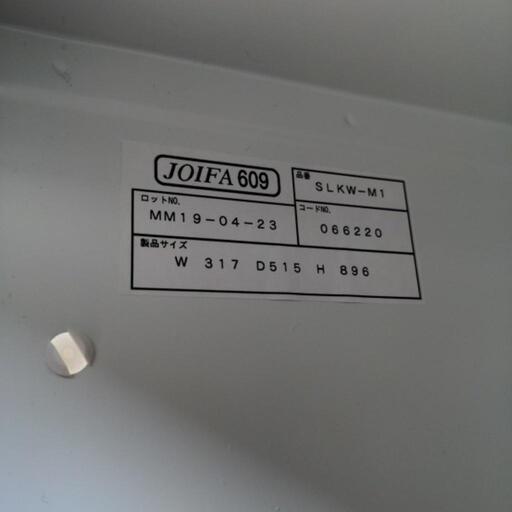 JOIFA 609
品番
SLKW-M1
ロットNO.
MM19-04-23
コードNO.
066220
製品サイズ
W 317 D515 H 896